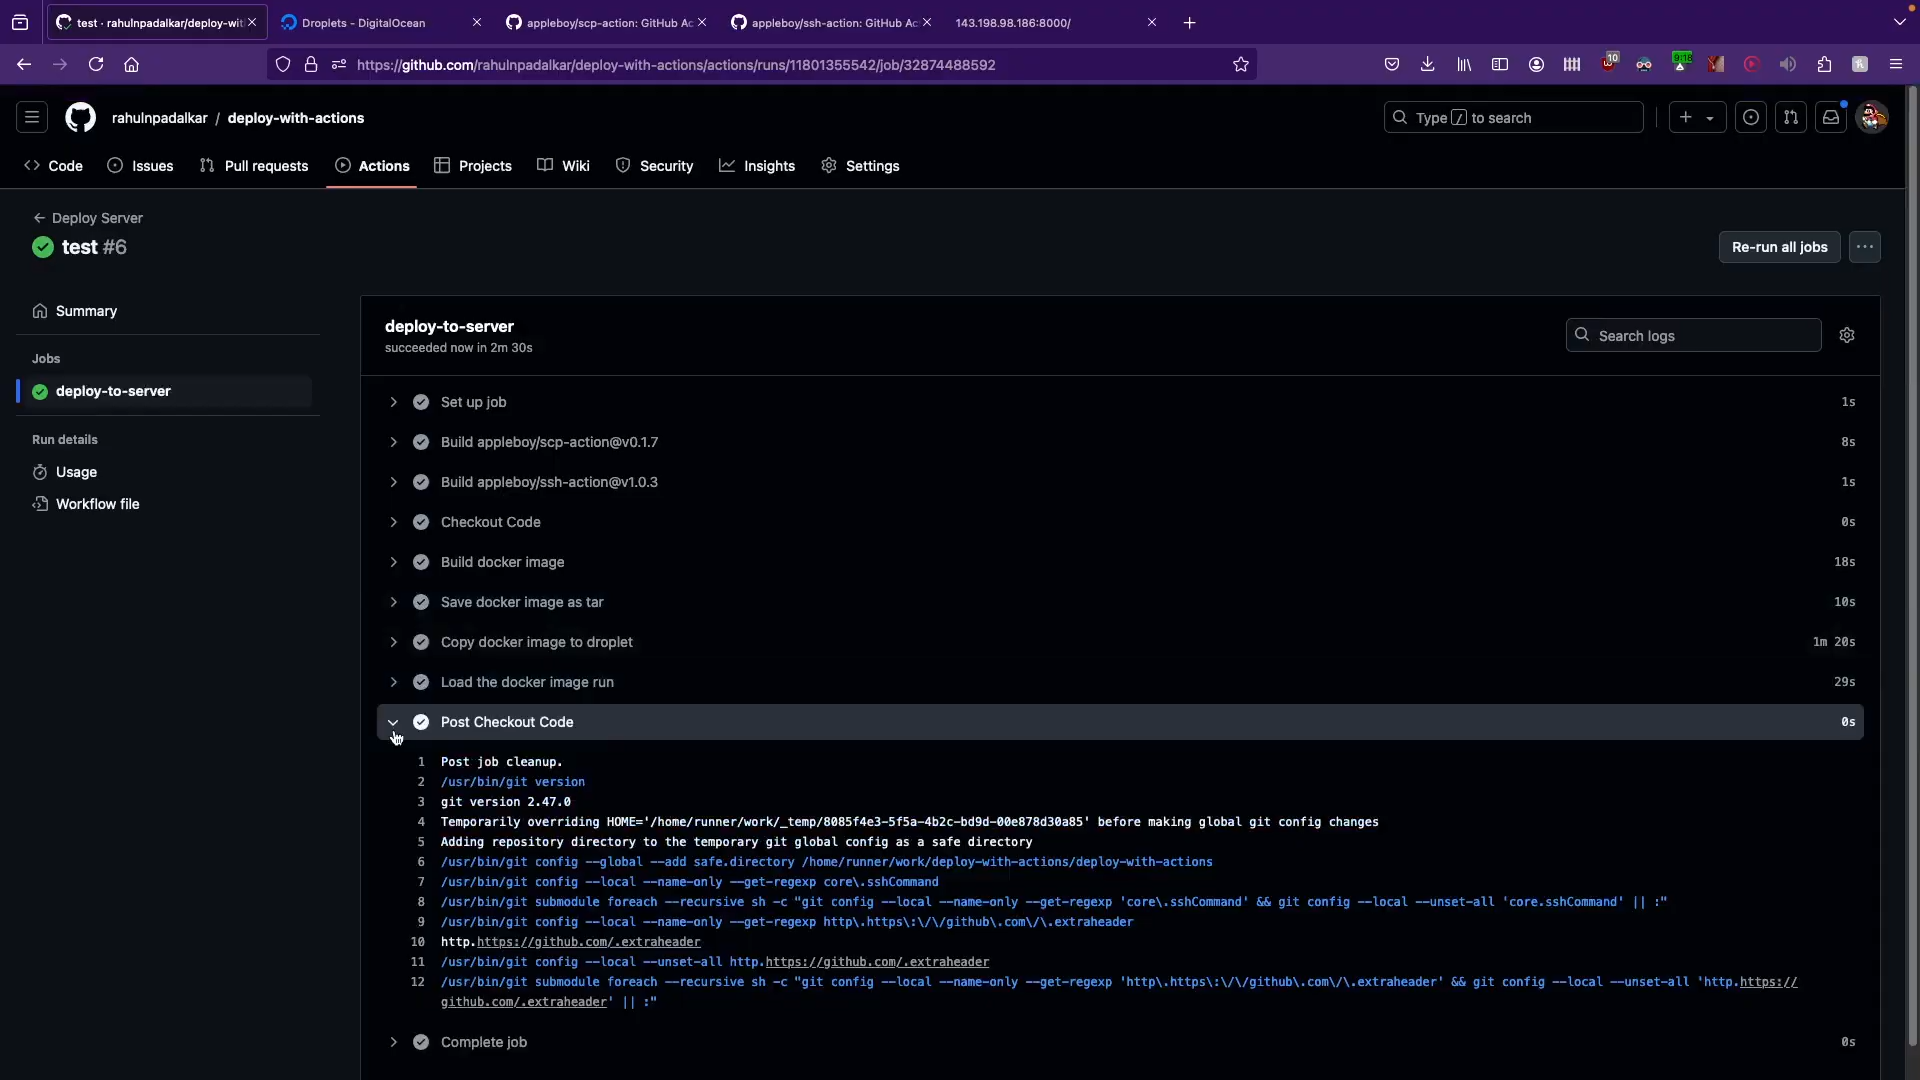 test · rahulnpadalkar/deploy-wit
Droplets - DigitalOcean
appleboy/scp-action: GitHub Ac
appleboy/ssh-action: GitHub Ac
143.198.98.186:8000/
https://github.com/rahulnpadalkar/deploy-with-actions/actions/runs/11801355542/job/32874488592
10
rahulnpadalkar / deploy-with-actions
Type / to search
Code
Issues
Pull requests
Actions
Projects
Wiki
Security
Insights
Settings
Deploy Server
test #6
Re-run all jobs
Summary
Jobs
deploy-to-server
Run details
Usage
Workflow file
deploy-to-server
succeeded now in 2m 30s
Search logs
Set up job 1s
Build appleboy/scp-action@v0.1.7 8s
Build appleboy/ssh-action@v1.0.3 1s
Checkout Code 0s
Build docker image 18s
Save docker image as tar 10s
Copy docker image to droplet 1m 20s
Load the docker image run 29s
Post Checkout Code 0s
1 Post job cleanup.
2 /usr/bin/git version
3 git version 2.47.0
4 Temporarily overriding HOME='/home/runner/work/_temp/8085f4e3-5f5a-4b2c-bd9d-00e878d30a85' before making global git config changes
5 Adding repository directory to the temporary git global config as a safe directory
6 /usr/bin/git config --global --add safe.directory /home/runner/work/deploy-with-actions/deploy-with-actions
7 /usr/bin/git config --local --name-only --get-regexp core\.sshCommand
8 /usr/bin/git submodule foreach --recursive sh -c "git config --local --name-only --get-regexp 'core\.sshCommand' && git config --local --unset-all 'core.sshCommand' || :"
9 /usr/bin/git config --local --name-only --get-regexp http\.https\:\/\/github\.com\/\.extraheader
10 http.https://github.com/.extraheader
11 /usr/bin/git config --local --unset-all http.https://github.com/.extraheader
12 /usr/bin/git submodule foreach --recursive sh -c "git config --local --name-only --get-regexp 'http\.https\:\/\/github\.com\/\.extraheader' && git config --local --unset-all 'http.https://
github.com/.extraheader' || :"
Complete job 0s